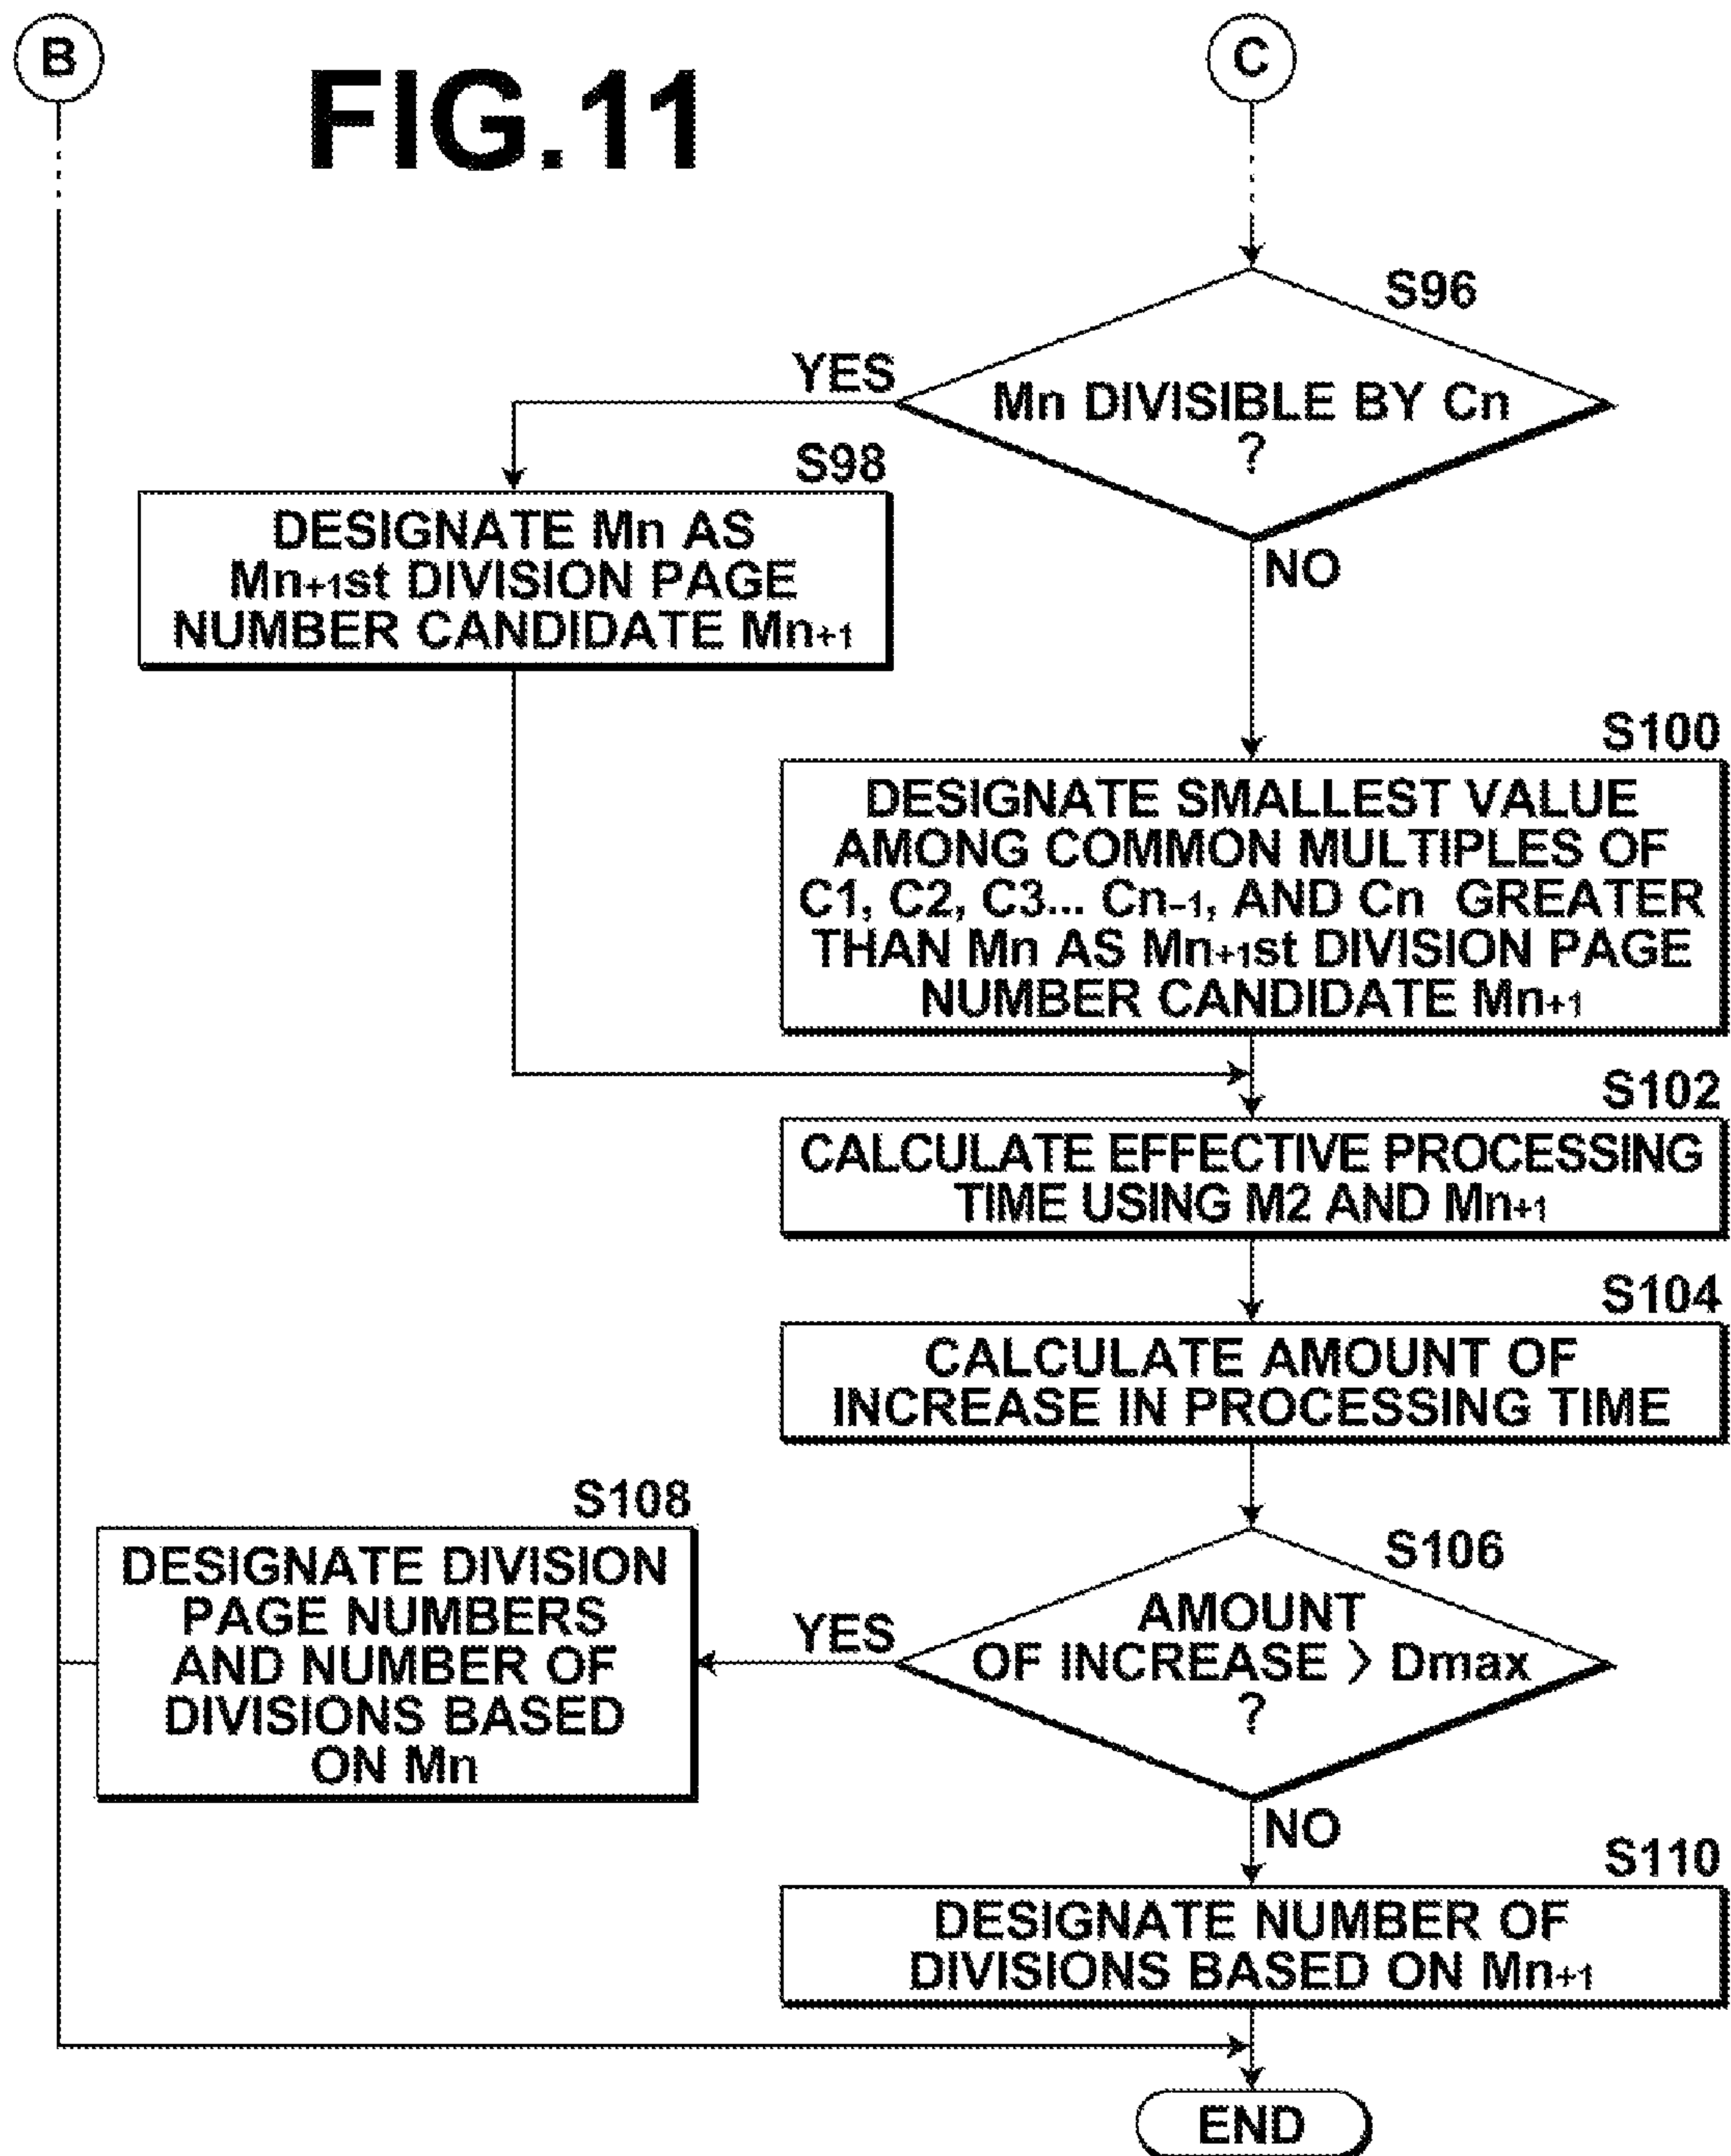 B
FIG.11
C
S96
YES
Mn DIVISIBLE BY Cn
?
S98
NO
DESIGNATE Mn AS
Mn+1st DIVISION PAGE
NUMBER CANDIDATE Mn+1
S100
DESIGNATE SMALLEST VALUE
AMONG COMMON MULTIPLES OF
C1, C2, C3... Cn-1, AND Cn GREATER
THAN Mn AS Mn+1st DIVISION PAGE
NUMBER CANDIDATE Mn+1
S102
CALCULATE EFFECTIVE PROCESSING
TIME USING M2 AND Mn+1
S104
CALCULATE AMOUNT OF
INCREASE IN PROCESSING TIME
S108
S106
DESIGNATE DIVISION
PAGE NUMBERS
AND NUMBER OF
DIVISIONS BASED
ON Mn
YES
AMOUNT
OF INCREASE > Dmax
?
NO
S110
DESIGNATE NUMBER OF
DIVISIONS BASED ON Mn+1
END